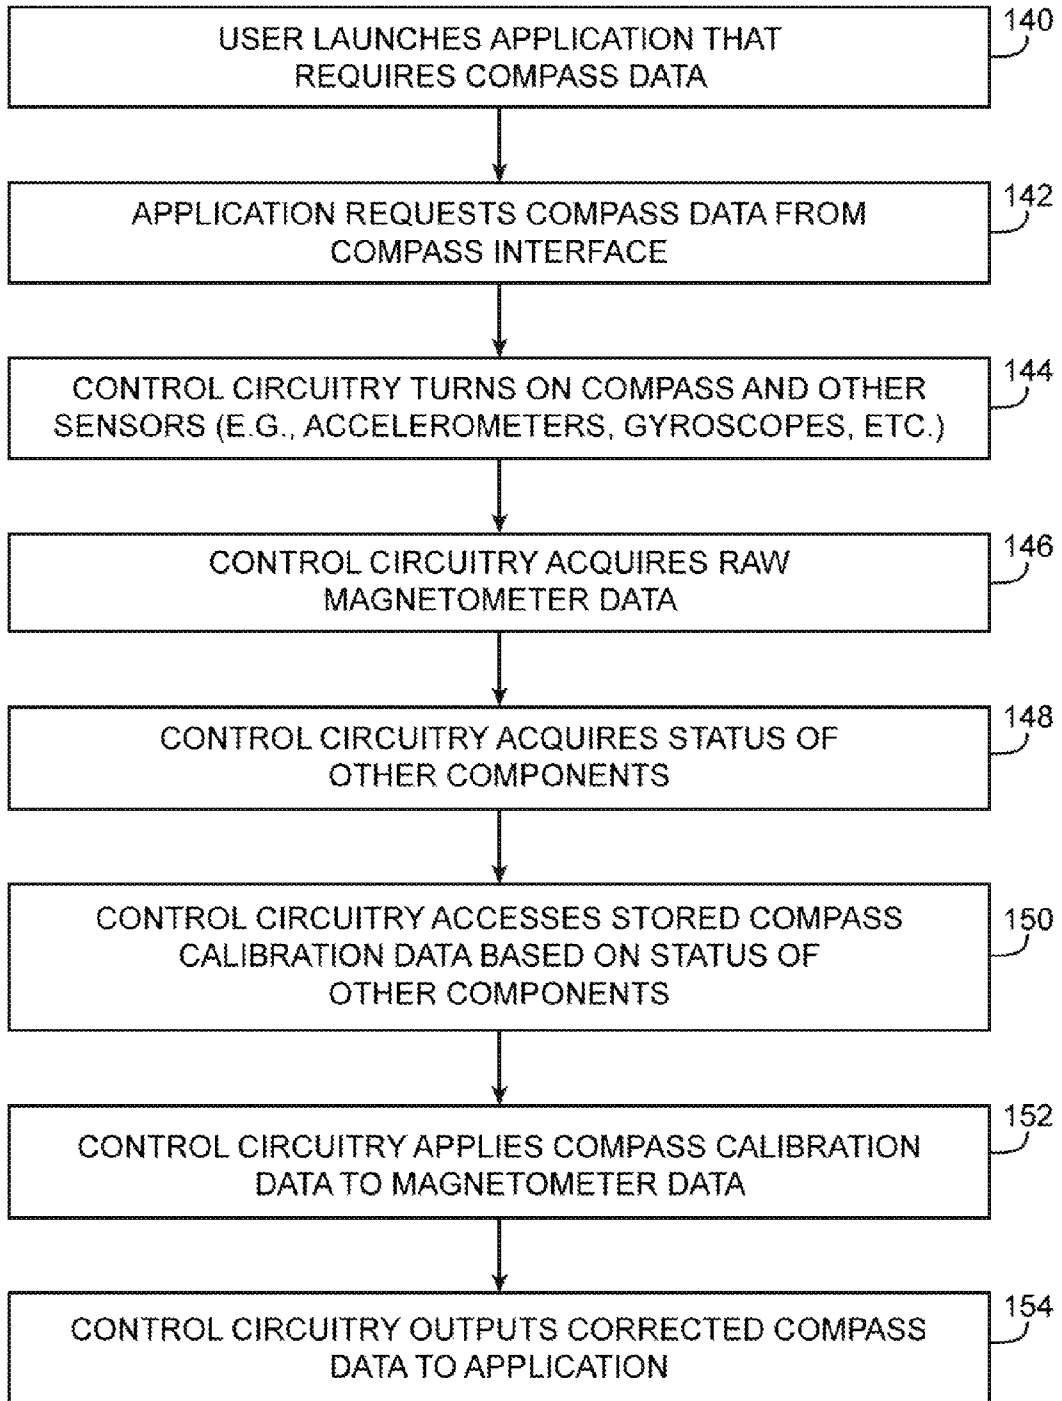 140
USER LAUNCHES APPLICATION THAT
REQUIRES COMPASS DATA
142
APPLICATION REQUESTS COMPASS DATA FROM
COMPASS INTERFACE
144
CONTROL CIRCUITRY TURNS ON COMPASS AND OTHER
SENSORS (E.G., ACCELEROMETERS, GYROSCOPES, ETC.)
146
CONTROL CIRCUITRY ACQUIRES RAW
MAGNETOMETER DATA
148
CONTROL CIRCUITRY ACQUIRES STATUS OF
OTHER COMPONENTS
150
CONTROL CIRCUITRY ACCESSES STORED COMPASS
CALIBRATION DATA BASED ON STATUS OF
OTHER COMPONENTS
152
CONTROL CIRCUITRY APPLIES COMPASS CALIBRATION
DATA TO MAGNETOMETER DATA
154
CONTROL CIRCUITRY OUTPUTS CORRECTED COMPASS
DATA TO APPLICATION